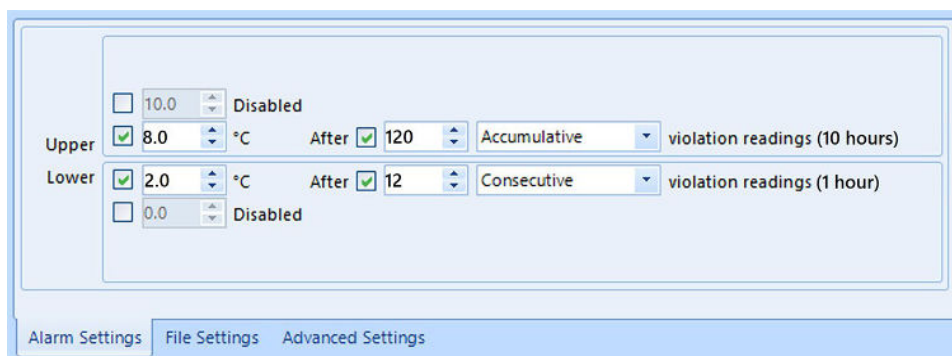 10.0 Disabled
Upper 8.0 °C After 120 Accumulative violation readings (10 hours)
Lower 2.0 °C After 12 Consecutive violation readings (1 hour)
0.0 Disabled
Alarm Settings File Settings Advanced Settings